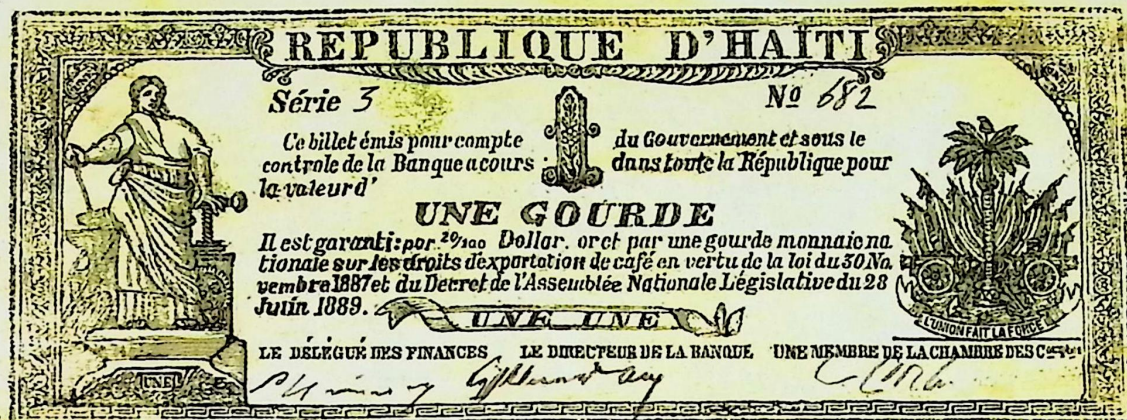 REPUBLIQUE D'HAÏTI
Série 3
Nº 682
Ce billet émis pour compte du Gouvernement et sous le
controle de la Banque a cours dans toute la République pour
la valeur d'
1
UNE GOURDE
Il est garanti: par 20/100 Dollar. or et par une gourde monnaie na
tionale sur les droits d'exportation de café en vertu de la loi du 30 No
vembre 1887 et du Decret de l'Assemblée Nationale Législative du 28
Juin 1889.
UNE UNE
L'UNION FAIT LA FORCE
LE DÉLÉGUÉ DES FINANCES LE DIRECTEUR DE LA BANQUE UNE MEMBRE DE LA CHAMBRE DES
UNE